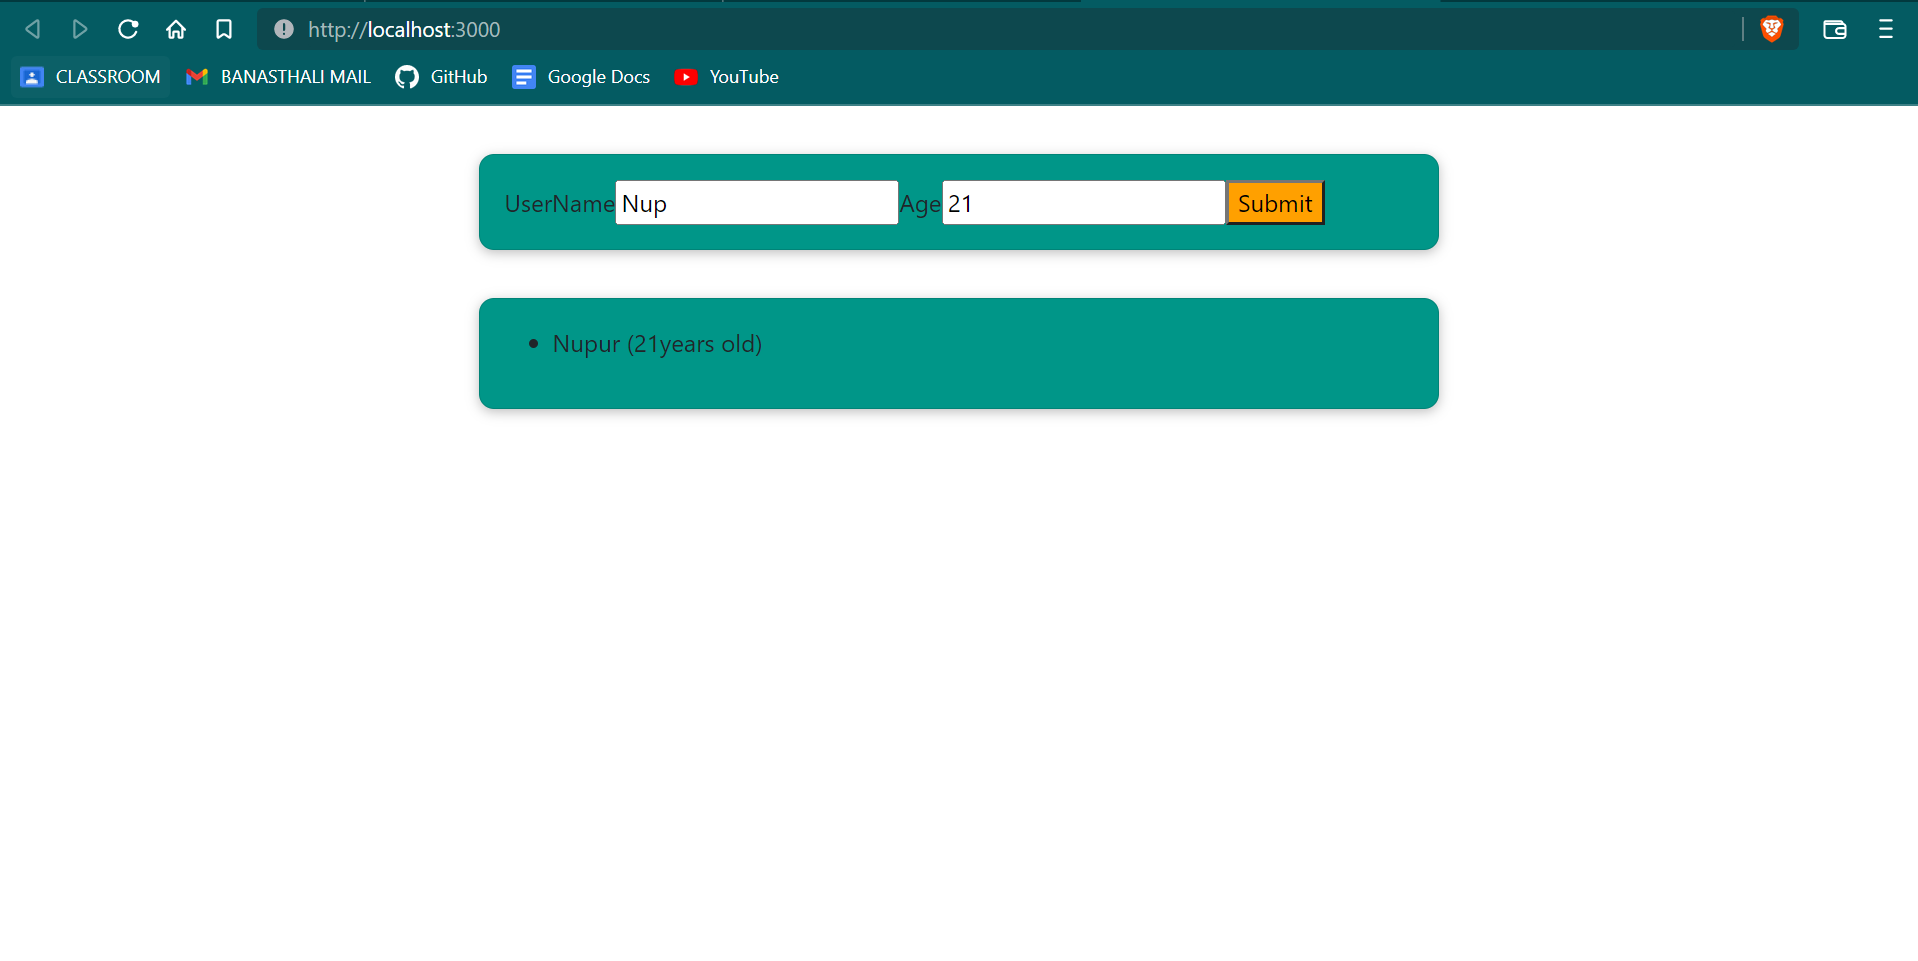 http://localhost:3000
CLASSROOM BANASTHALI MAIL GitHub Google Docs YouTube
UserName Nup Age 21 Submit
Nupur (21years old)